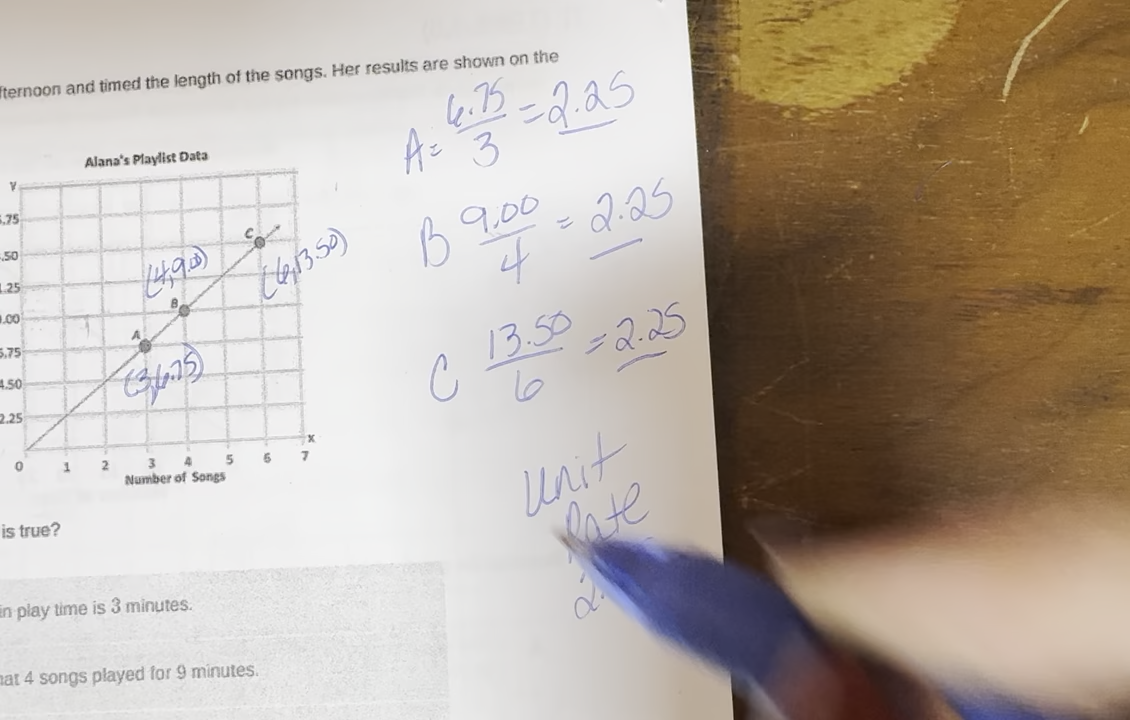 fternoon and timed the length of the songs. Her results are shown on the
A = 6.75/3 = 2.25
B 9.00/4 = 2.25
C 13.50/6 = 2.25
Unit
Rate
2.
Alana's Playlist Data
y
.75
.50
.25
.00
.75
4.50
2.25
A
B
C
(3,6.75)
(4,9.00)
(6,13.50)
0 1 2 3 4 5 6 7
x
Number of Songs
is true?
in play time is 3 minutes.
hat 4 songs played for 9 minutes.